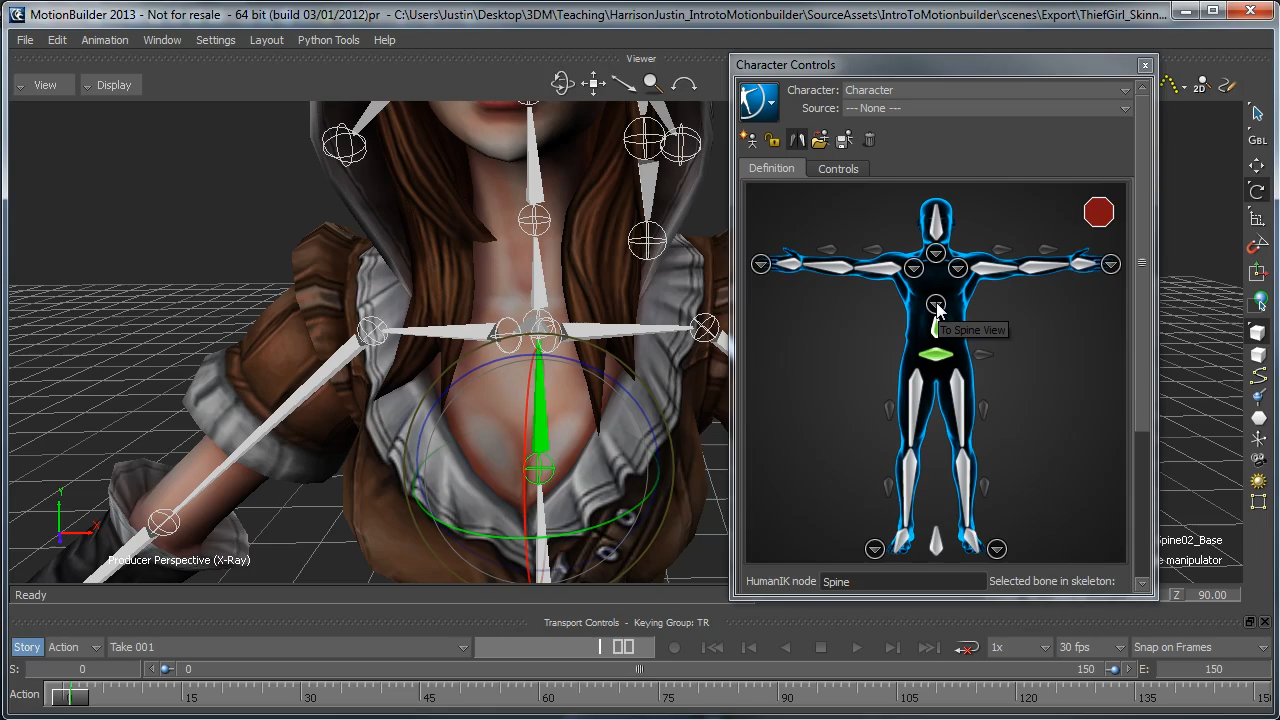 MotionBuilder 2013 - Not for resale - 64 bit (build 03/01/2012)pr - C:\Users\Justin\Desktop\3DM\Teaching\HarrisonJustin_IntrotoMotionbuilder\SourceAssets\IntroToMotionbuilder\scenes\Export\ThiefGirl_Skinn...
File Edit Animation Window Settings Layout Python Tools Help
Viewer
View Display
2D
Character Controls
Character: Character
Source: --- None ---
Definition Controls
GBL
To Spine View
Producer Perspective (X-Ray)
Y
X
Spine02_Base
e manipulator
HumanIK node Spine Selected bone in skeleton:
Ready
Z 90.00
Transport Controls - Keying Group: TR
Story Action Take 001 1x 30 fps Snap on Frames
S: 0 0 150 E: 150
Action 15 30 45 60 75 90 105 120 135 150